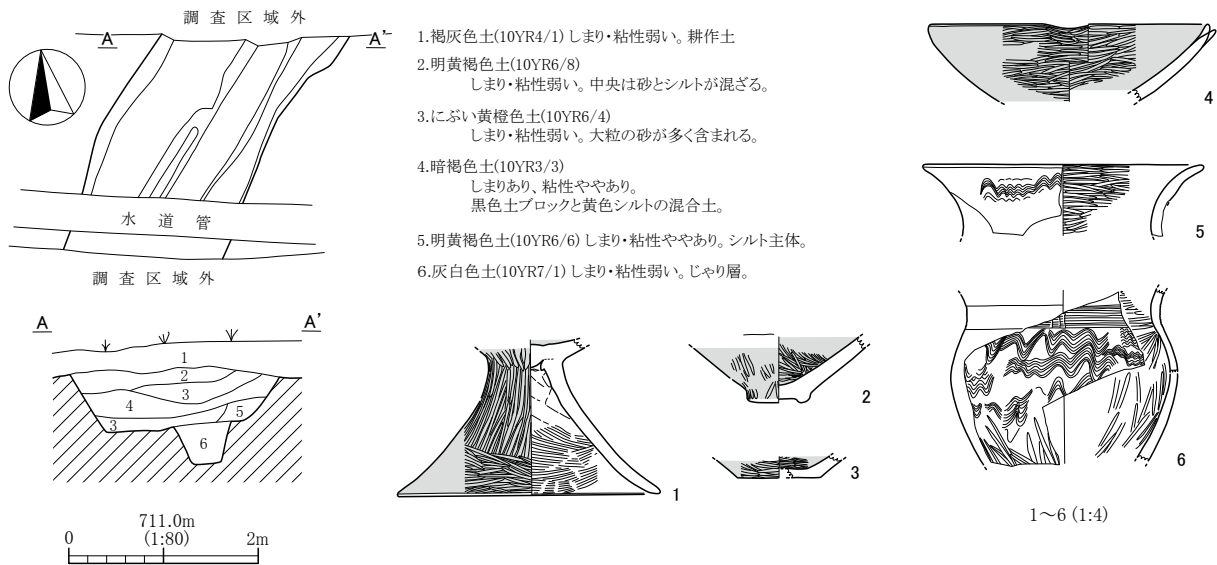 調査区域外
A
A'
水道管
調査区域外
1.褐灰色土(10YR4/1) しまり・粘性弱い。耕作土
2.明黄褐色土(10YR6/8)
しまり・粘性弱い。中央は砂とシルトが混ざる。
3.にぶい黄橙色土(10YR6/4)
しまり・粘性弱い。大粒の砂が多く含まれる。
4.暗褐色土(10YR3/3)
しまりあり、粘性ややあり。
黒色土ブロックと黄色シルトの混合土。
5.明黄褐色土(10YR6/6) しまり・粘性ややあり。シルト主体。
6.灰白色土(10YR7/1) しまり・粘性弱い。じゃり層。
A
A'
1
2
3
4
5
3
6
711.0m
0
(1:80)
2m
1
2
3
4
5
6
1～6 (1:4)